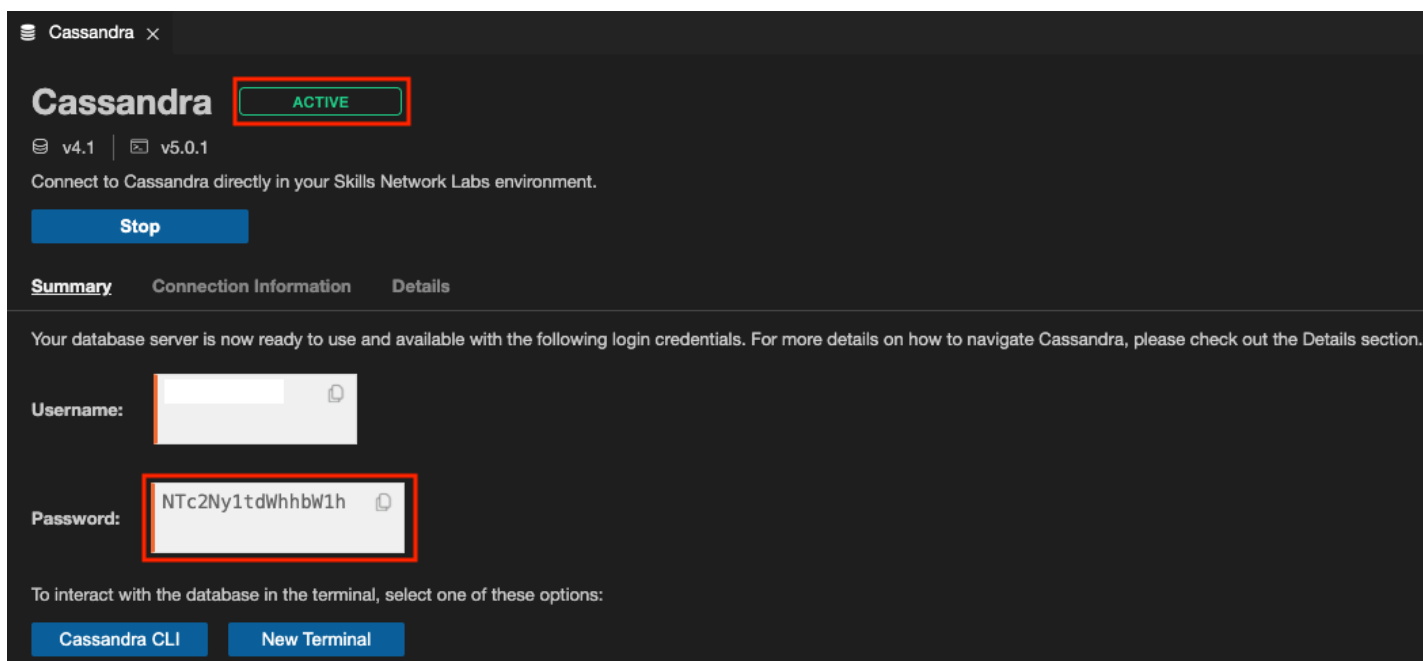 Cassandra
Cassandra ACTIVE
v4.1 v5.0.1
Connect to Cassandra directly in your Skills Network Labs environment.
Stop
Summary Connection Information Details
Your database server is now ready to use and available with the following login credentials. For more details on how to navigate Cassandra, please check out the Details section.
Username:
Password: NTc2Ny1tdWhhbW1h
To interact with the database in the terminal, select one of these options:
Cassandra CLI New Terminal